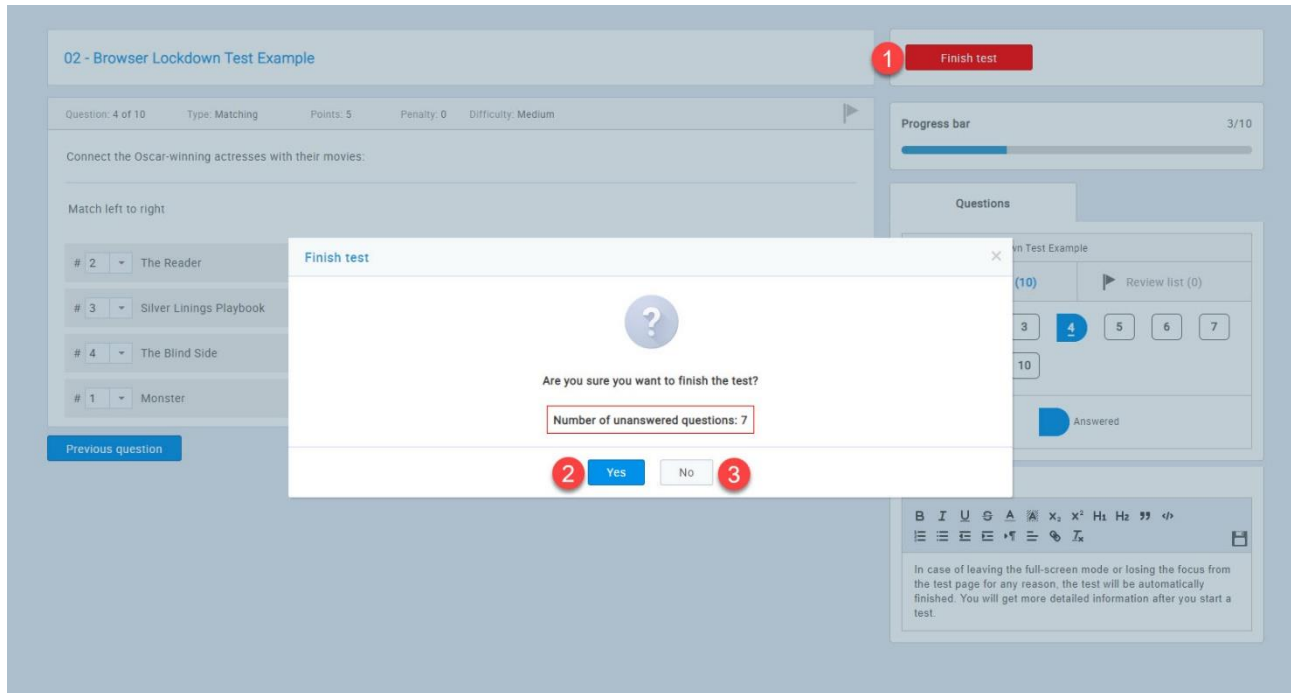 02 - Browser Lockdown Test Example
1
Finish test
Question: 4 of 10 Type: Matching Points: 5 Penalty: 0 Difficulty: Medium
Progress bar 3/10
Connect the Oscar-winning actresses with their movies:
Match left to right
Questions
# 2 The Reader
# 3 Silver Linings Playbook
# 4 The Blind Side
# 1 Monster
Previous question
Finish test ×
?
Are you sure you want to finish the test?
Number of unanswered questions: 7
2 Yes No 3
Test Example
(10) Review list (0)
3 4 5 6 7
10
Answered
B I U S A A X₂ X² H₁ H₂ ” </>
In case of leaving the full-screen mode or losing the focus from
the test page for any reason, the test will be automatically
finished. You will get more detailed information after you start a
test.